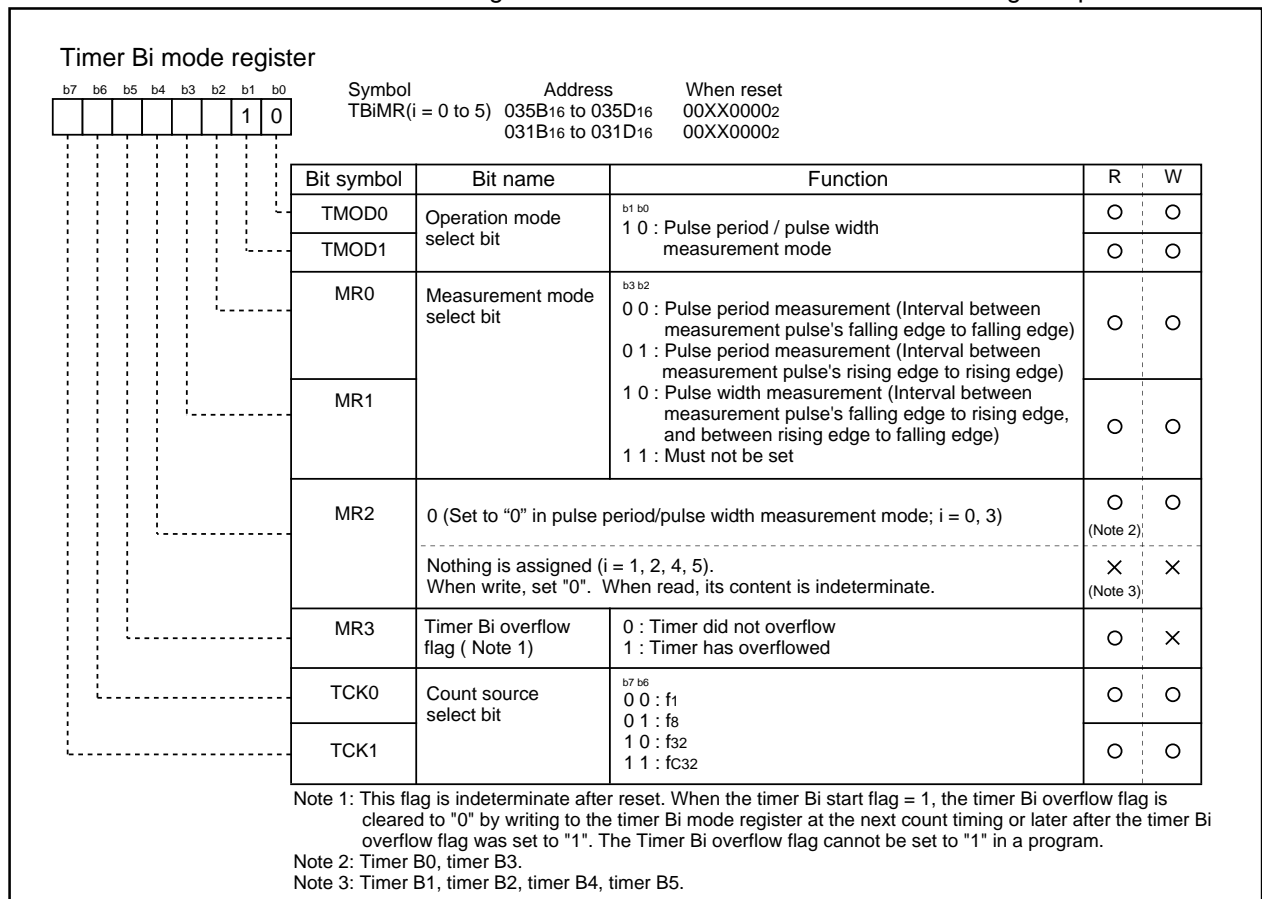 Timer Bi mode register
b7 b6 b5 b4 b3 b2 b1 b0
1 0
Symbol Address When reset
TBiMR(i = 0 to 5) 035B16 to 035D16 00XX00002
031B16 to 031D16 00XX00002
Bit symbol Bit name Function R W
TMOD0
TMOD1
Operation mode
select bit
b1 b0
1 0 : Pulse period / pulse width
measurement mode
MR0
MR1
Measurement mode
select bit
b3 b2
0 0 : Pulse period measurement (Interval between
measurement pulse's falling edge to falling edge)
0 1 : Pulse period measurement (Interval between
measurement pulse's rising edge to rising edge)
1 0 : Pulse width measurement (Interval between
measurement pulse's falling edge to rising edge,
and between rising edge to falling edge)
1 1 : Must not be set
MR2
0 (Set to “0” in pulse period/pulse width measurement mode; i = 0, 3)
(Note 2)
Nothing is assigned (i = 1, 2, 4, 5).
When write, set "0". When read, its content is indeterminate.
(Note 3)
MR3
Timer Bi overflow
flag ( Note 1)
0 : Timer did not overflow
1 : Timer has overflowed
TCK0
TCK1
Count source
select bit
b7 b6
0 0 : f1
0 1 : f8
1 0 : f32
1 1 : fC32
Note 1: This flag is indeterminate after reset. When the timer Bi start flag = 1, the timer Bi overflow flag is
cleared to "0" by writing to the timer Bi mode register at the next count timing or later after the timer Bi
overflow flag was set to "1". The Timer Bi overflow flag cannot be set to "1" in a program.
Note 2: Timer B0, timer B3.
Note 3: Timer B1, timer B2, timer B4, timer B5.